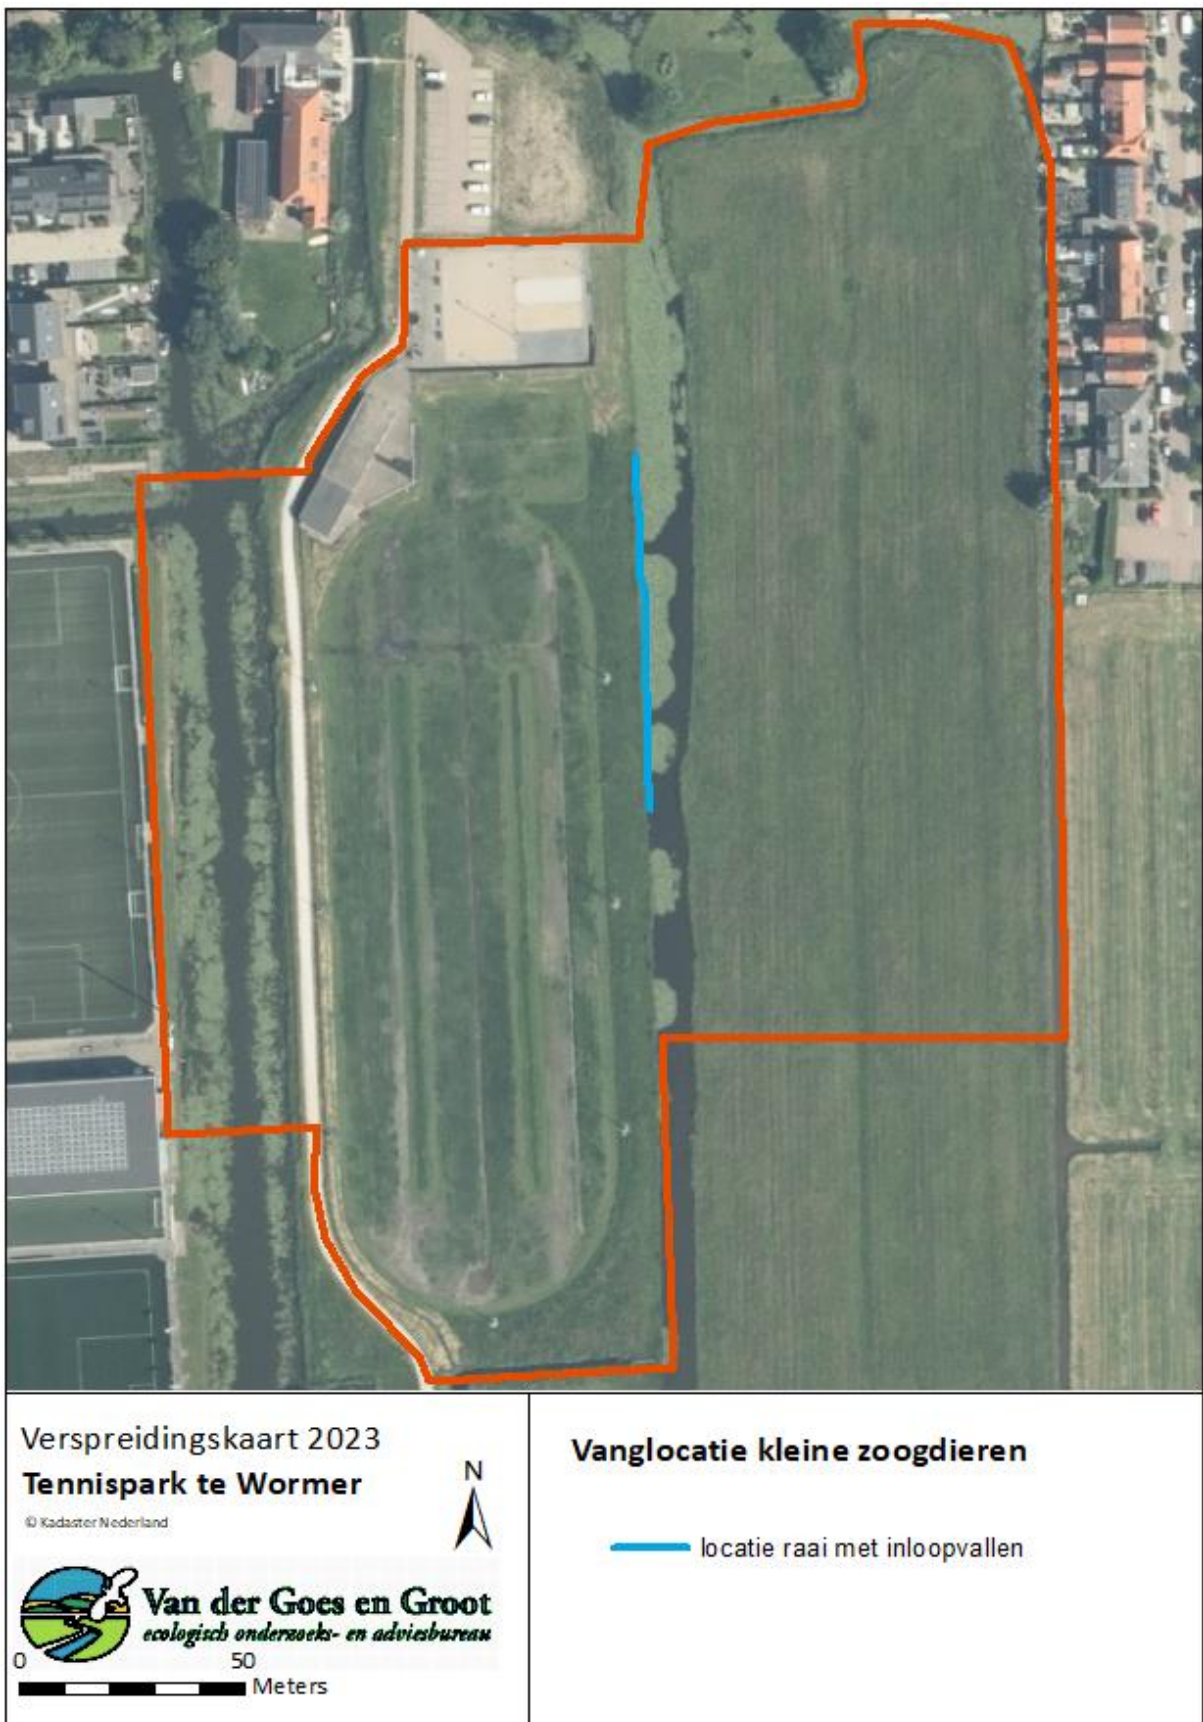 Verspreidingskaart 2023
Tennispark te Wormer
© Kadaster Nederland
N
Van der Goes en Groot
ecologisch onderzoeks- en adviesbureau
0 50
Meters
Vanglocatie kleine zoogdieren
locatie raai met inloopvallen